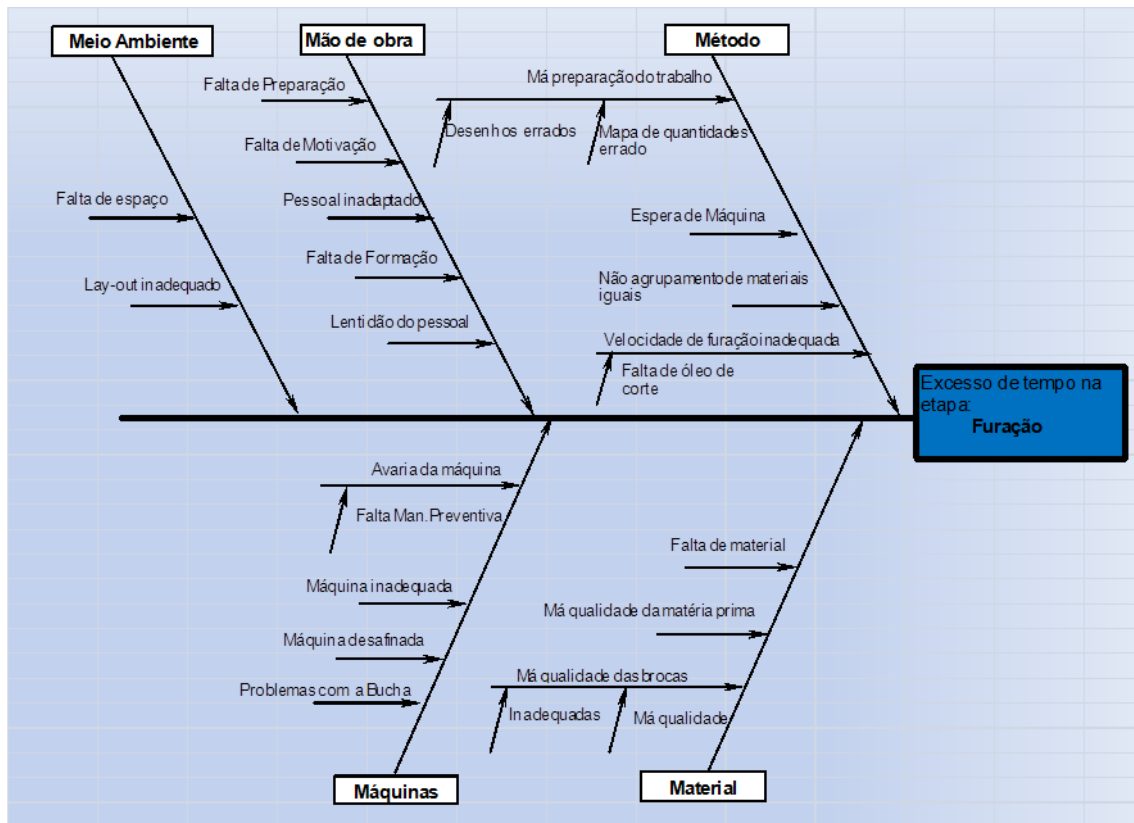 Meio Ambiente
Mão de obra
Método
Falta de Preparação
Falta de Motivação
Pessoal inadaptado
Falta de Formação
Lentidão do pessoal
Falta de espaço
Lay-out inadequado
Má preparação do trabalho
Desenhos errados
Mapa de quantidades
errado
Espera de Máquina
Não agrupamento de materiais
iguais
Velocidade de furação inadequada
Falta de óleo de
corte
Excesso de tempo na
etapa:
Furação
Avaria da máquina
Falta Man. Preventiva
Máquina inadequada
Máquina desafinada
Problemas com a Bucha
Falta de material
Má qualidade da matéria prima
Má qualidade das brocas
Inadequadas
Má qualidade
Máquinas
Material